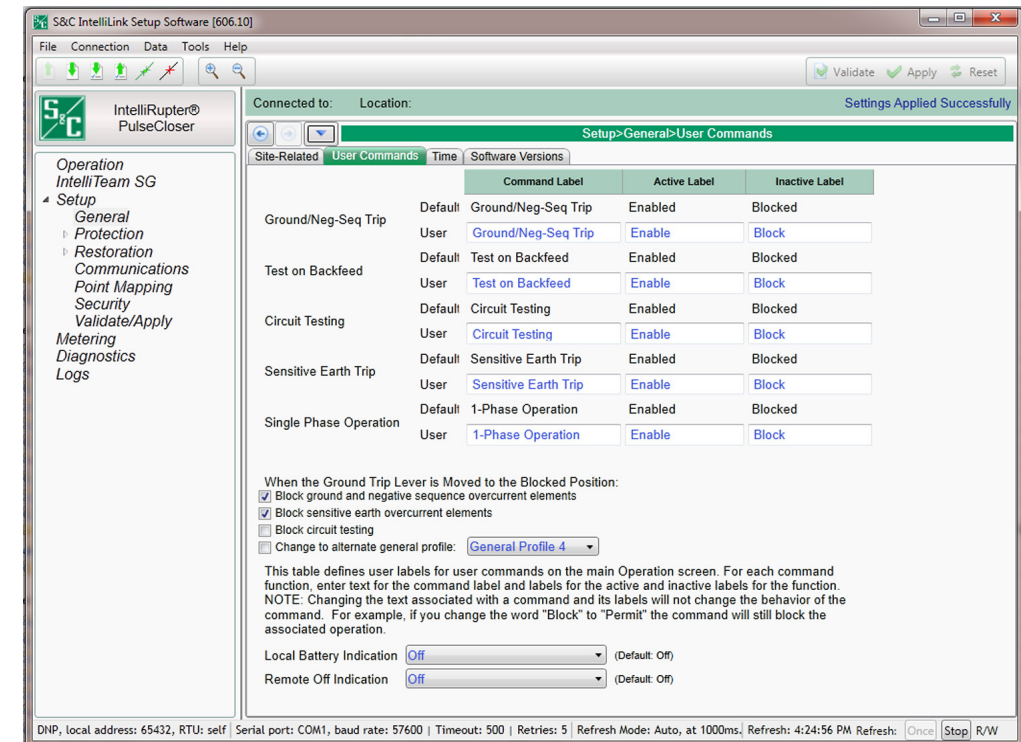 S&C IntelliLink Setup Software [606.10]
File Connection Data Tools Help
Validate Apply Reset
S&C
IntelliRupter®
PulseCloser
Connected to: Location: Settings Applied Successfully
Setup>General>User Commands
Site-Related User Commands Time Software Versions
Operation
IntelliTeam SG
Setup
General
Protection
Restoration
Communications
Point Mapping
Security
Validate/Apply
Metering
Diagnostics
Logs
Command Label Active Label Inactive Label
Ground/Neg-Seq Trip
Default Ground/Neg-Seq Trip Enabled Blocked
User Ground/Neg-Seq Trip Enable Block
Test on Backfeed
Default Test on Backfeed Enabled Blocked
User Test on Backfeed Enable Block
Circuit Testing
Default Circuit Testing Enabled Blocked
User Circuit Testing Enable Block
Sensitive Earth Trip
Default Sensitive Earth Trip Enabled Blocked
User Sensitive Earth Trip Enable Block
Single Phase Operation
Default 1-Phase Operation Enabled Blocked
User 1-Phase Operation Enable Block
When the Ground Trip Lever is Moved to the Blocked Position:
Block ground and negative sequence overcurrent elements
Block sensitive earth overcurrent elements
Block circuit testing
Change to alternate general profile: General Profile 4
This table defines user labels for user commands on the main Operation screen. For each command
function, enter text for the command label and labels for the active and inactive labels for the function.
NOTE: Changing the text associated with a command and its labels will not change the behavior of the
command. For example, if you change the word "Block" to "Permit" the command will still block the
associated operation.
Local Battery Indication Off (Default: Off)
Remote Off Indication Off (Default: Off)
DNP, local address: 65432, RTU: self Serial port: COM1, baud rate: 57600 | Timeout: 500 | Retries: 5 Refresh Mode: Auto, at 1000ms. Refresh: 4:24:56 PM Refresh: Once Stop R/W